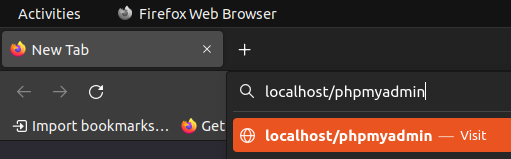 Activities Firefox Web Browser
New Tab
localhost/phpmyadmin
Import bookmarks… Get
localhost/phpmyadmin — Visit